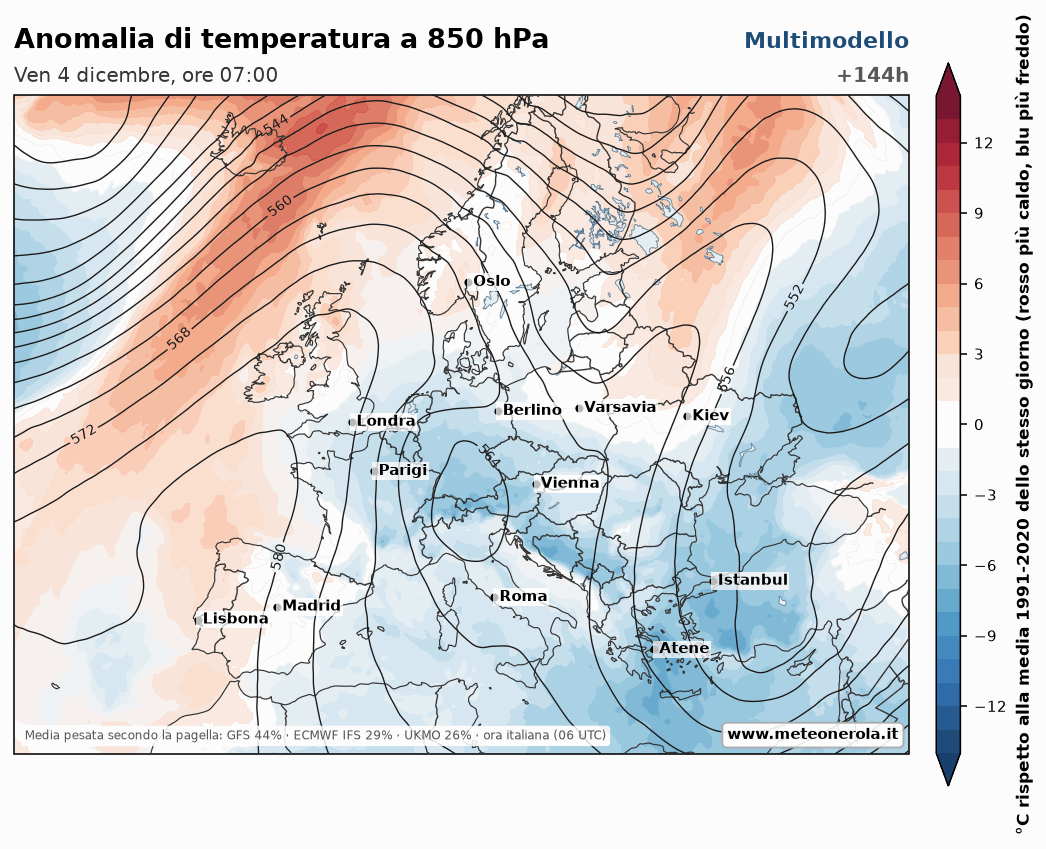 Anomalia di temperatura a 850 hPa
Multimodello
Ven 4 dicembre, ore 07:00
+144h
544
560
568
572
580
564
556
552
Oslo
Berlino
Varsavia
Kiev
Londra
Parigi
Vienna
Istanbul
Roma
Madrid
Lisbona
Atene
Media pesata secondo la pagella: GFS 44% · ECMWF IFS 29% · UKMO 26% · ora italiana (06 UTC)
www.meteonerola.it
12
9
6
3
0
−3
−6
−9
−12
°C rispetto alla media 1991-2020 dello stesso giorno (rosso più caldo, blu più freddo)